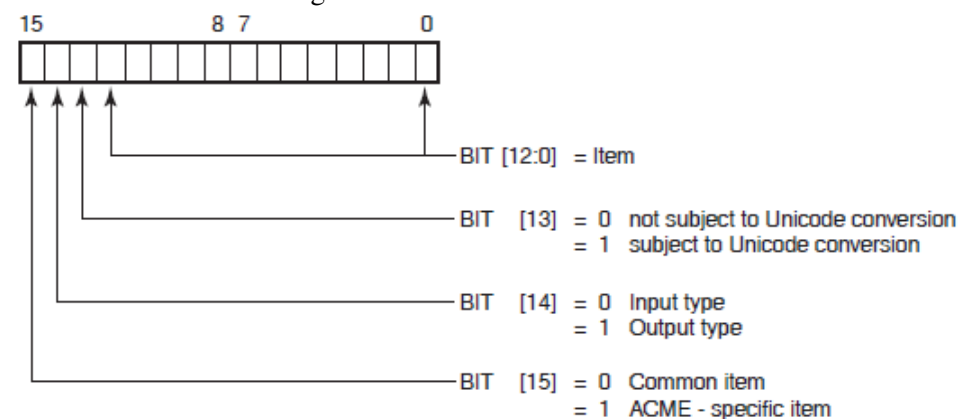 15 8 7 0
BIT [12:0] = Item
BIT [13] = 0 not subject to Unicode conversion
= 1 subject to Unicode conversion
BIT [14] = 0 Input type
= 1 Output type
BIT [15] = 0 Common item
= 1 ACME - specific item